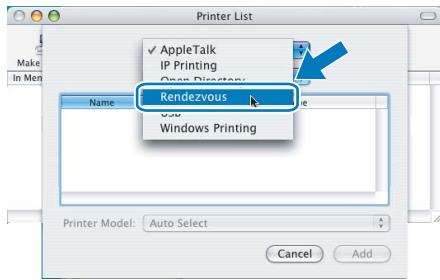 Printer List
Make
In Men
✓ AppleTalk
IP Printing
Open Directory
Rendezvous
USB
Windows Printing
Name
Printer Model: Auto Select
Cancel
Add